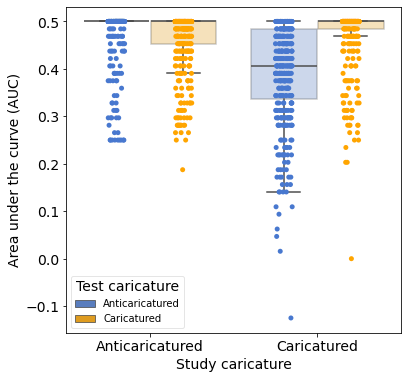 Area under the curve (AUC)
0.5
0.4
0.3
0.2
0.1
0.0
−0.1
Test caricature
Anticaricatured
Caricatured
Anticaricatured
Caricatured
Study caricature